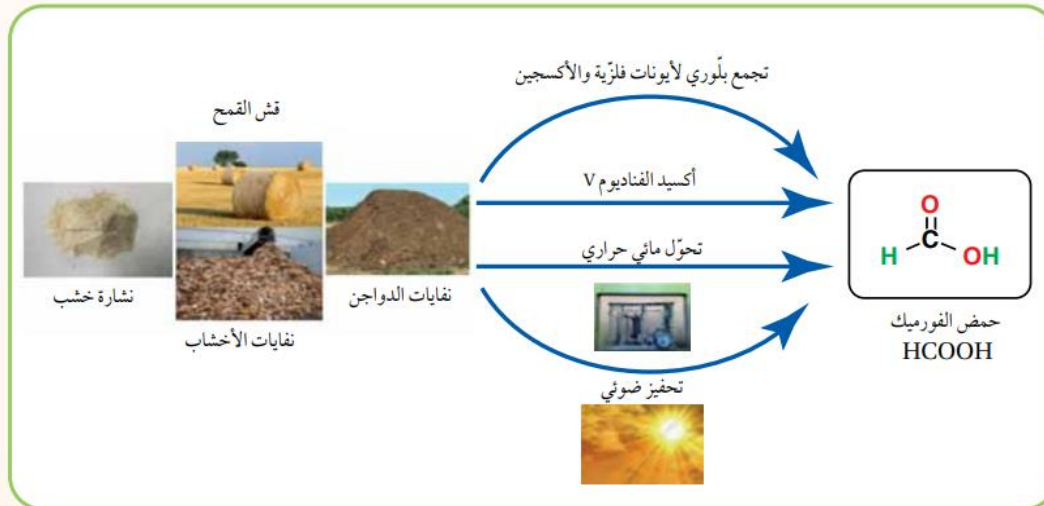 تجمع بلّوري لأيونات فلزّية والأكسجين
قش القمح
أكسيد الفناديوم V
تحوّل مائي حراري
نشارة خشب
نفايات الأخشاب
نفايات الدواجن
تحفيز ضوئي
O
H
C
OH
حمض الفورميك
HCOOH